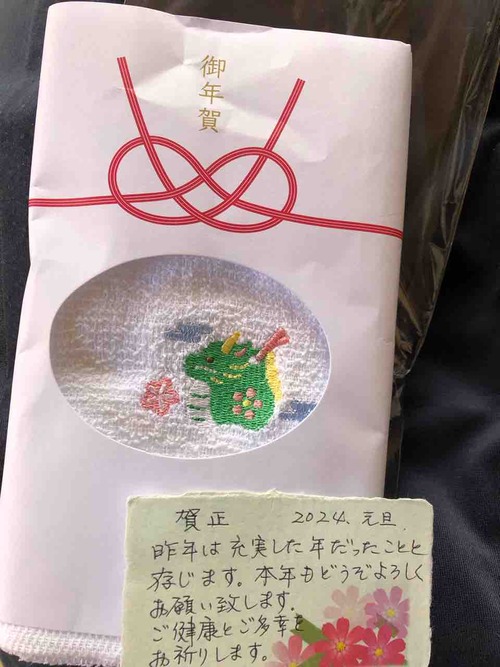 御年賀
賀正 2024、元旦.
昨年は充実した年だったことと
存じます。本年もどうぞよろしく
お願い致します.
ご健康とご多幸を
お祈りします。